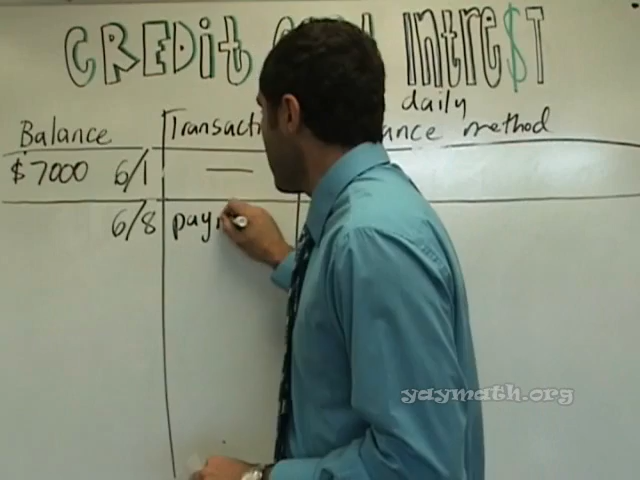 CREDIT INTRE$T
daily
Balance Transacti ance method
$7000 6/1 —
6/8 pay
yaymath.org